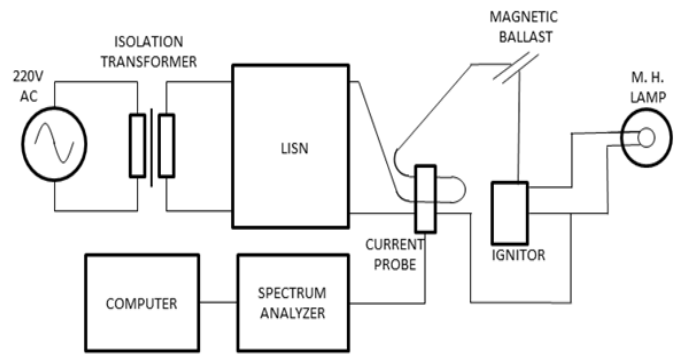 MAGNETIC
BALLAST
ISOLATION
TRANSFORMER
220V
AC
M. H.
LAMP
LISN
CURRENT
PROBE
IGNITOR
COMPUTER
SPECTRUM
ANALYZER